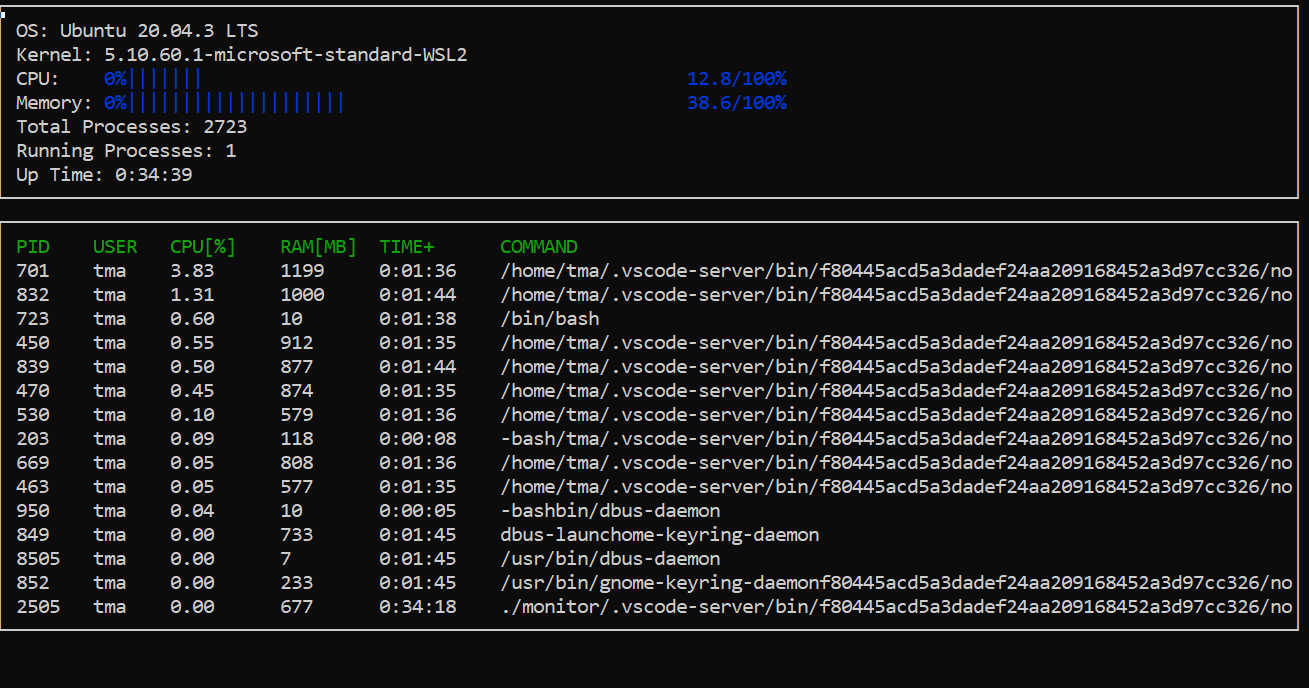 OS: Ubuntu 20.04.3 LTS
Kernel: 5.10.60.1-microsoft-standard-WSL2
CPU: 0%||||||| 12.8/100%
Memory: 0%|||||||||||||||||||| 38.6/100%
Total Processes: 2723
Running Processes: 1
Up Time: 0:34:39
PID USER CPU[%] RAM[MB] TIME+ COMMAND
701 tma 3.83 1199 0:01:36 /home/tma/.vscode-server/bin/f80445acd5a3dadef24aa209168452a3d97cc326/no
832 tma 1.31 1000 0:01:44 /home/tma/.vscode-server/bin/f80445acd5a3dadef24aa209168452a3d97cc326/no
723 tma 0.60 10 0:01:38 /bin/bash
450 tma 0.55 912 0:01:35 /home/tma/.vscode-server/bin/f80445acd5a3dadef24aa209168452a3d97cc326/no
839 tma 0.50 877 0:01:44 /home/tma/.vscode-server/bin/f80445acd5a3dadef24aa209168452a3d97cc326/no
470 tma 0.45 874 0:01:35 /home/tma/.vscode-server/bin/f80445acd5a3dadef24aa209168452a3d97cc326/no
530 tma 0.10 579 0:01:36 /home/tma/.vscode-server/bin/f80445acd5a3dadef24aa209168452a3d97cc326/no
203 tma 0.09 118 0:00:08 -bash/tma/.vscode-server/bin/f80445acd5a3dadef24aa209168452a3d97cc326/no
669 tma 0.05 808 0:01:36 /home/tma/.vscode-server/bin/f80445acd5a3dadef24aa209168452a3d97cc326/no
463 tma 0.05 577 0:01:35 /home/tma/.vscode-server/bin/f80445acd5a3dadef24aa209168452a3d97cc326/no
950 tma 0.04 10 0:00:05 -bashbin/dbus-daemon
849 tma 0.00 733 0:01:45 dbus-launchome-keyring-daemon
8505 tma 0.00 7 0:01:45 /usr/bin/dbus-daemon
852 tma 0.00 233 0:01:45 /usr/bin/gnome-keyring-daemonf80445acd5a3dadef24aa209168452a3d97cc326/no
2505 tma 0.00 677 0:34:18 ./monitor/.vscode-server/bin/f80445acd5a3dadef24aa209168452a3d97cc326/no